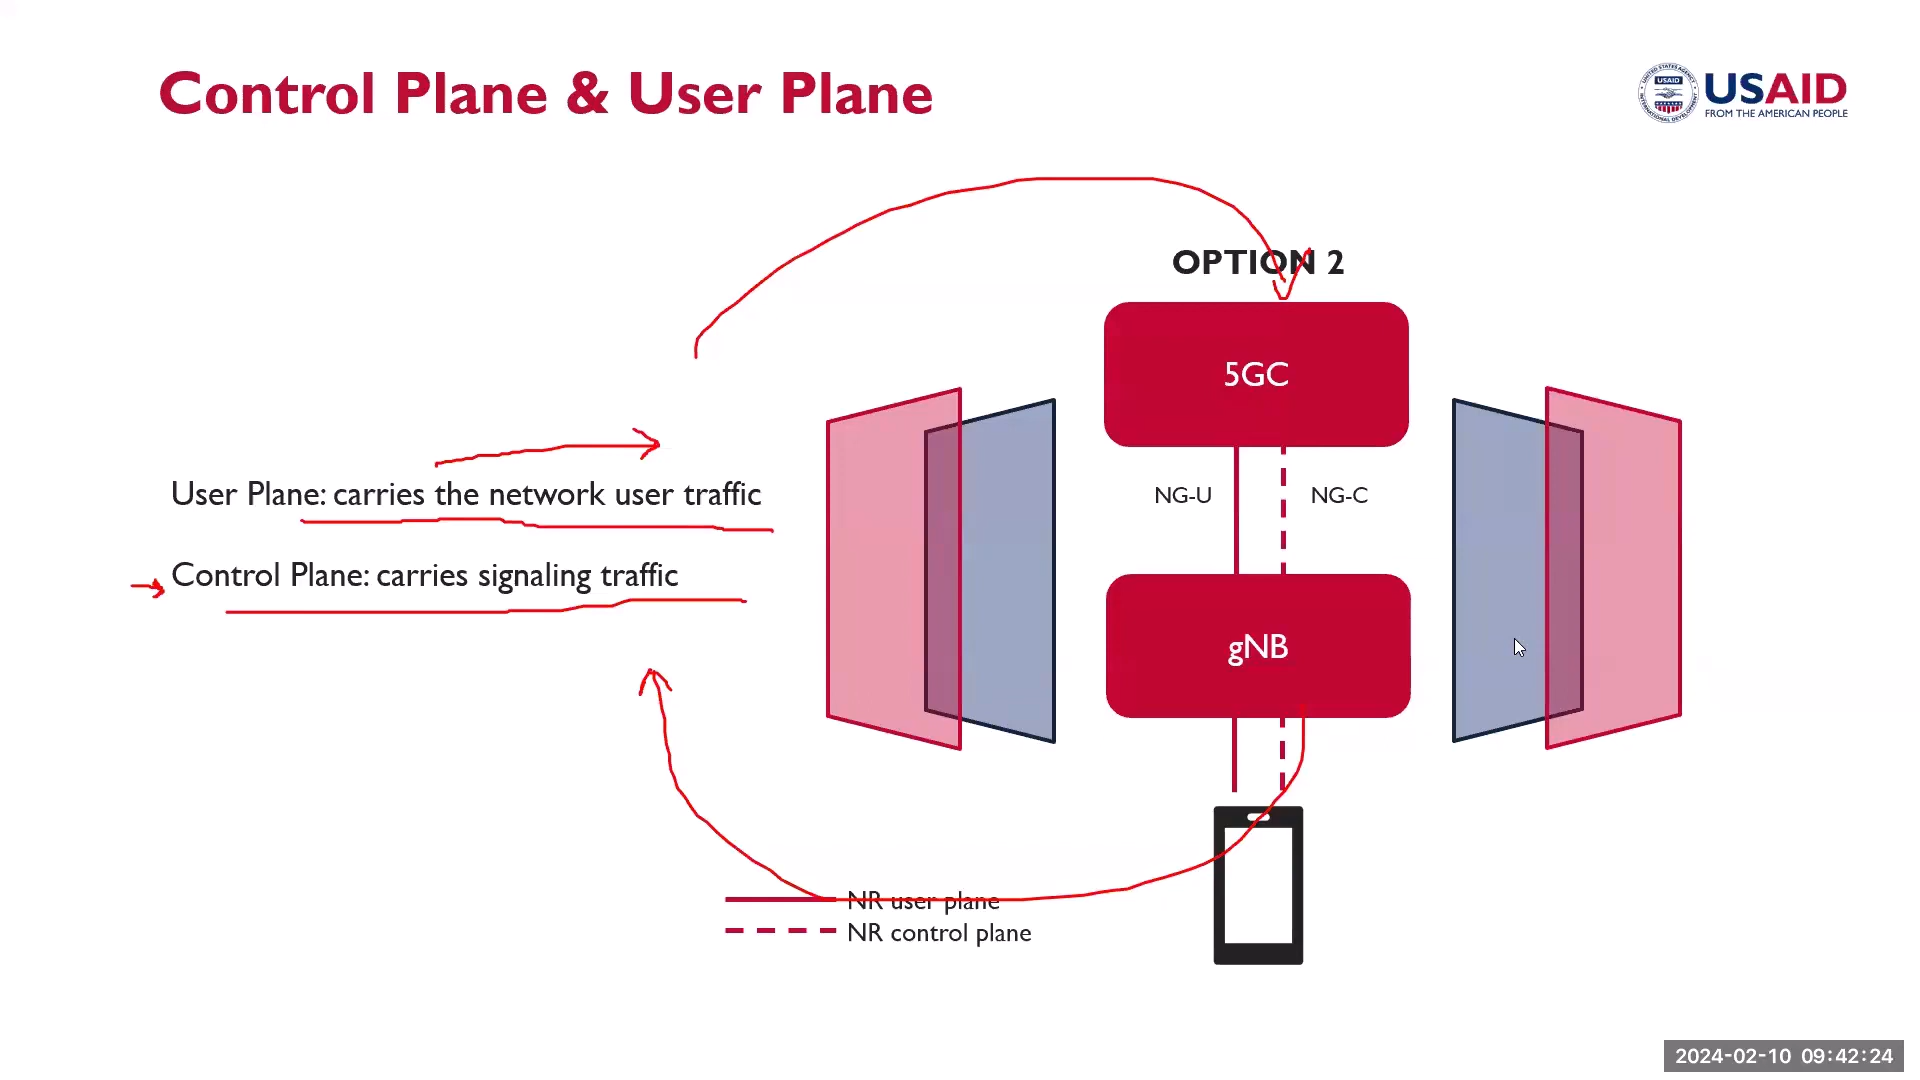 Control Plane & User Plane
USAID
USAID
FROM THE AMERICAN PEOPLE
OPTION 2
5GC
User Plane: carries the network user traffic
NG-U
NG-C
Control Plane: carries signaling traffic
gNB
NR user plane
NR control plane
2024-02-10 09:42:24